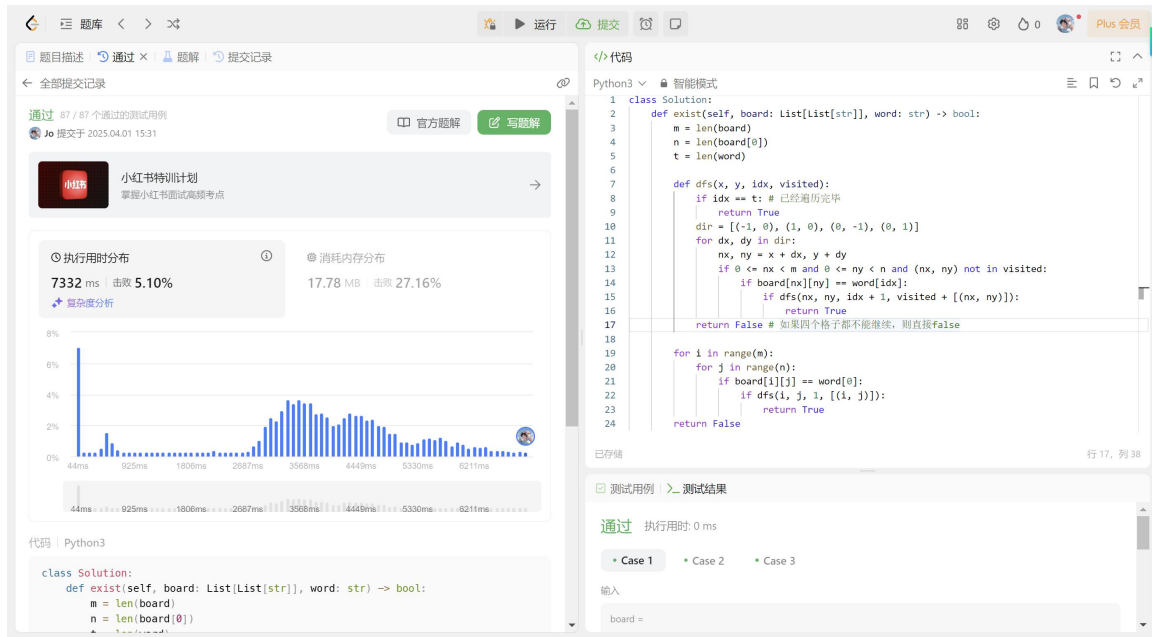 题库
运行
提交
0
Plus 会员
题目描述
通过
题解
提交记录
全部提交记录
通过 87 / 87 个通过的测试用例
Jo 提交于 2025.04.01 15:31
官方题解
写题解
小红书
小红书特训计划
掌握小红书面试高频考点
执行用时分布
7332 ms 击败 5.10%
复杂度分析
消耗内存分布
17.78 MB 击败 27.16%
8%
6%
4%
2%
0%
44ms 925ms 1806ms 2687ms 3568ms 4449ms 5330ms 6211ms
44ms 925ms 1806ms 2687ms 3568ms 4449ms 5330ms 6211ms
代码 Python3
class Solution:
def exist(self, board: List[List[str]], word: str) -> bool:
m = len(board)
n = len(board[0])
t = len(word)
</>代码
Python3 智能模式
1 class Solution:
2 def exist(self, board: List[List[str]], word: str) -> bool:
3 m = len(board)
4 n = len(board[0])
5 t = len(word)
6
7 def dfs(x, y, idx, visited):
8 if idx == t: # 已经遍历完毕
9 return True
10 dir = [(-1, 0), (1, 0), (0, -1), (0, 1)]
11 for dx, dy in dir:
12 nx, ny = x + dx, y + dy
13 if 0 <= nx < m and 0 <= ny < n and (nx, ny) not in visited:
14 if board[nx][ny] == word[idx]:
15 if dfs(nx, ny, idx + 1, visited + [(nx, ny)]):
16 return True
17 return False # 如果四个格子都不能继续，则直接false
18
19 for i in range(m):
20 for j in range(n):
21 if board[i][j] == word[0]:
22 if dfs(i, j, 1, [(i, j)]):
23 return True
24 return False
已存储
行 17, 列 38
测试用例
测试结果
通过 执行用时: 0 ms
Case 1
Case 2
Case 3
输入
board =